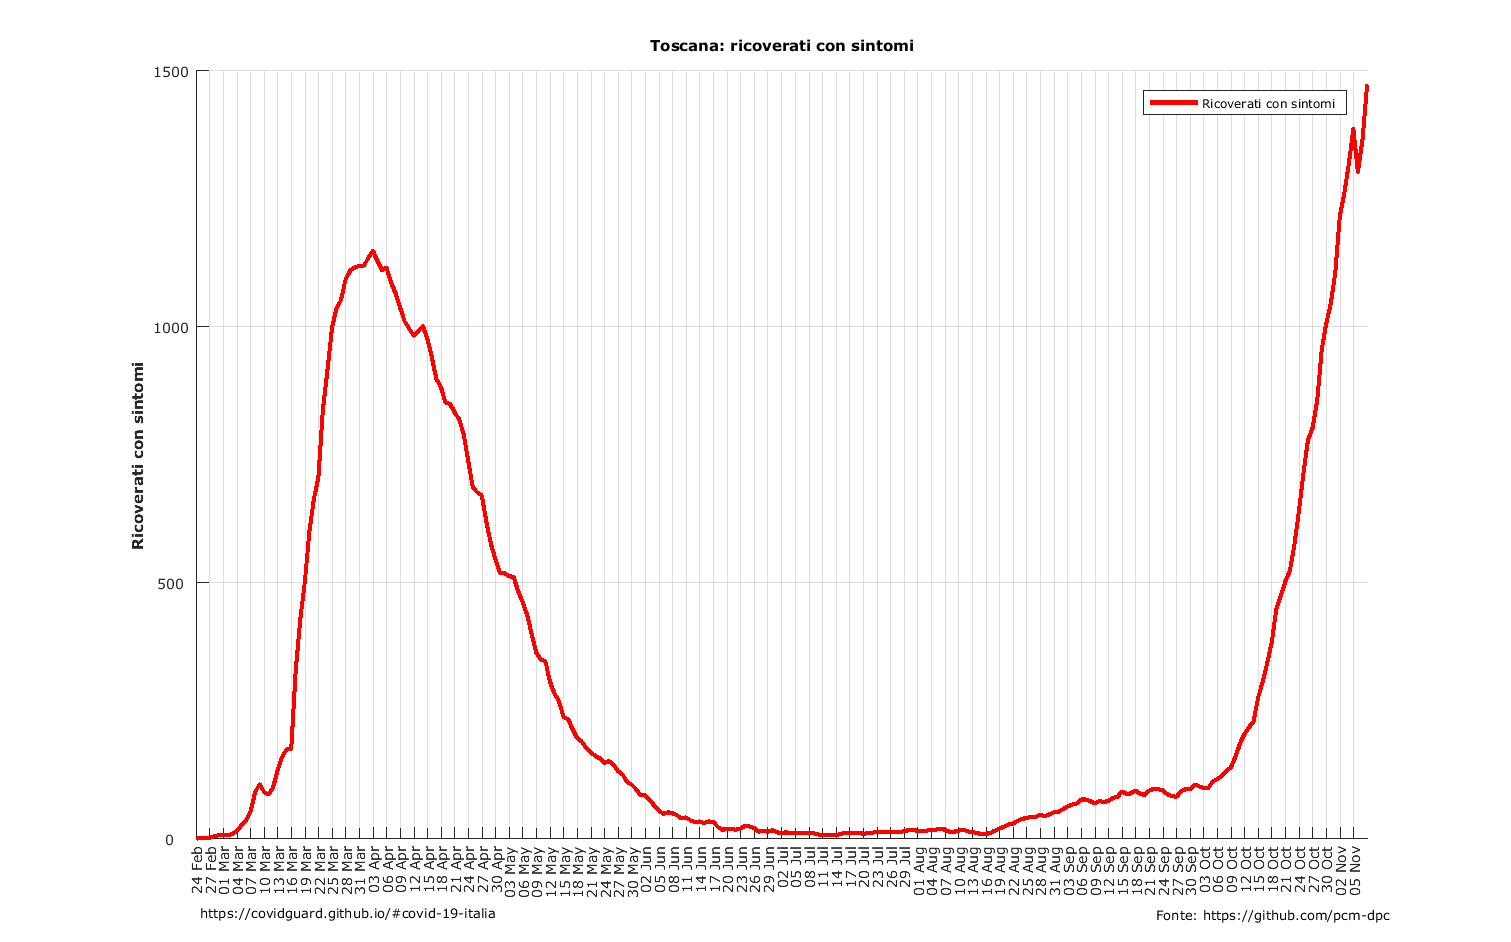 Toscana: ricoverati con sintomi
Ricoverati con sintomi
Ricoverati con sintomi
1500
1000
500
0
24 Feb
27 Feb
01 Mar
04 Mar
07 Mar
10 Mar
13 Mar
16 Mar
19 Mar
22 Mar
25 Mar
28 Mar
31 Mar
03 Apr
06 Apr
09 Apr
12 Apr
15 Apr
18 Apr
21 Apr
24 Apr
27 Apr
30 Apr
03 May
06 May
09 May
12 May
15 May
18 May
21 May
24 May
27 May
30 May
02 Jun
05 Jun
08 Jun
11 Jun
14 Jun
17 Jun
20 Jun
23 Jun
26 Jun
29 Jun
02 Jul
05 Jul
08 Jul
11 Jul
14 Jul
17 Jul
20 Jul
23 Jul
26 Jul
29 Jul
01 Aug
04 Aug
07 Aug
10 Aug
13 Aug
16 Aug
19 Aug
22 Aug
25 Aug
28 Aug
31 Aug
03 Sep
06 Sep
09 Sep
12 Sep
15 Sep
18 Sep
21 Sep
24 Sep
27 Sep
30 Sep
03 Oct
06 Oct
09 Oct
12 Oct
15 Oct
18 Oct
21 Oct
24 Oct
27 Oct
30 Oct
02 Nov
05 Nov
https://covidguard.github.io/#covid-19-italia
Fonte: https://github.com/pcm-dpc